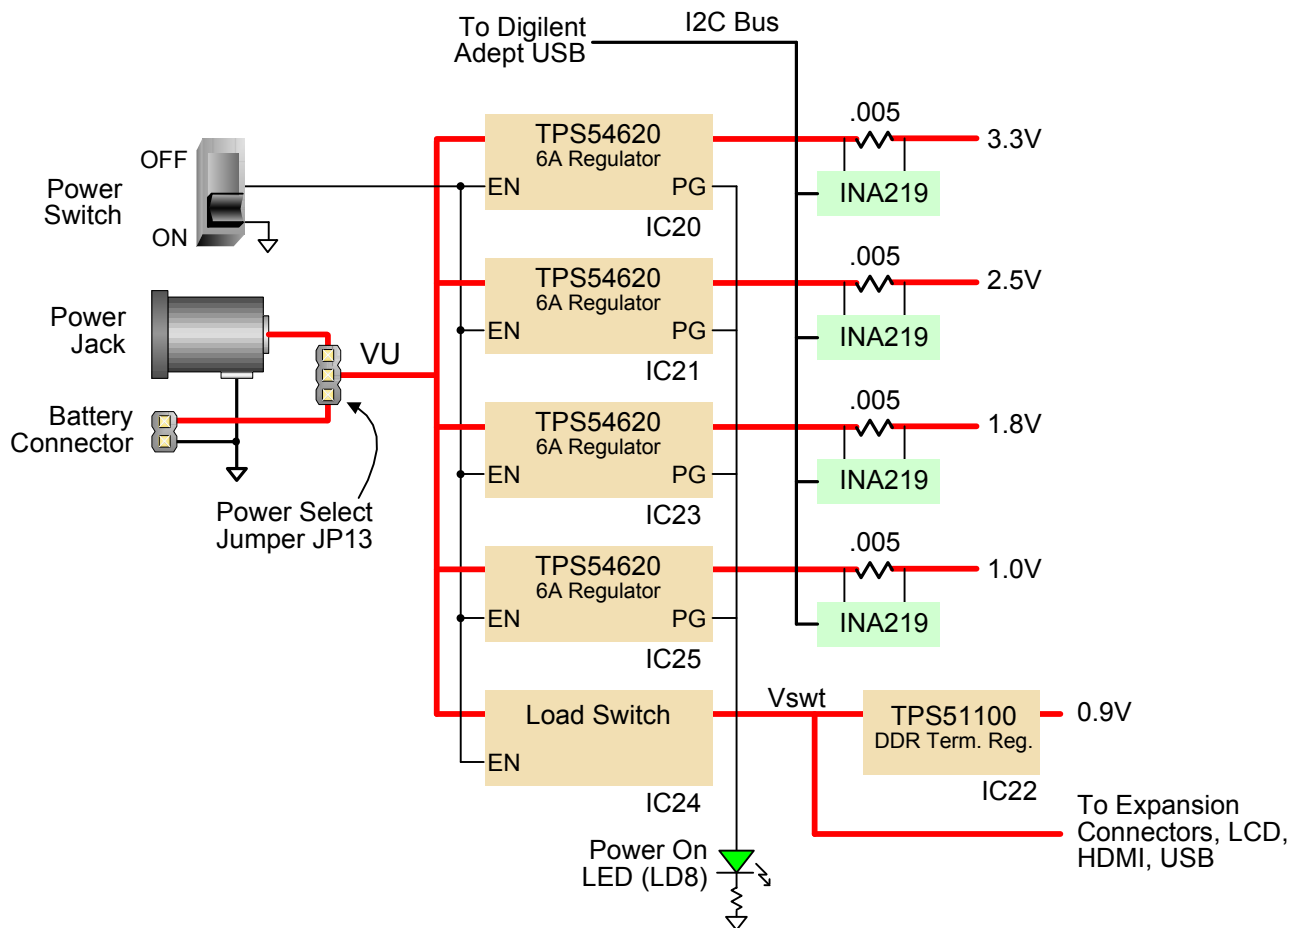 To Digilent
Adept USB
I2C Bus
OFF
Power
Switch
ON
TPS54620
6A Regulator
EN
PG
IC20
.005
3.3V
INA219
TPS54620
6A Regulator
EN
PG
IC21
.005
2.5V
INA219
Power
Jack
VU
Battery
Connector
Power Select
Jumper JP13
TPS54620
6A Regulator
EN
PG
IC23
.005
1.8V
INA219
TPS54620
6A Regulator
EN
PG
IC25
.005
1.0V
INA219
Load Switch
EN
IC24
Vswt
TPS51100
DDR Term. Reg.
IC22
0.9V
To Expansion
Connectors, LCD,
HDMI, USB
Power On
LED (LD8)